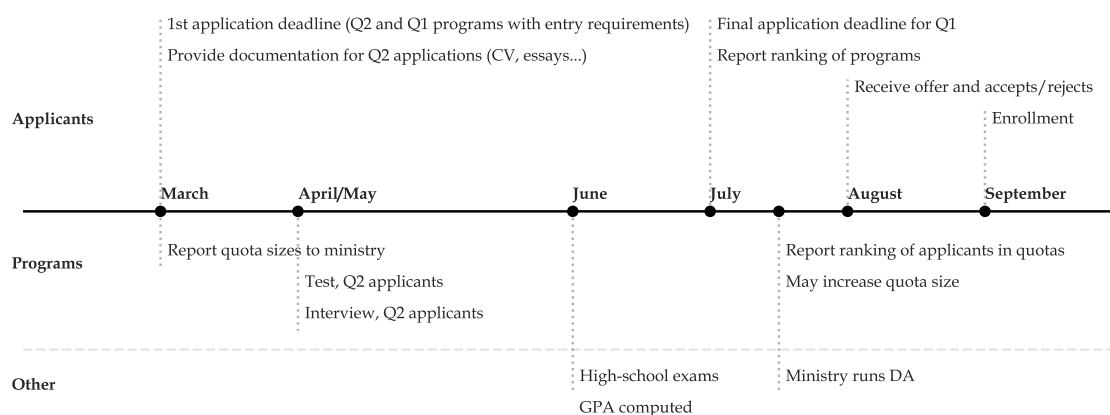 1st application deadline (Q2 and Q1 programs with entry requirements)
Provide documentation for Q2 applications (CV, essays...)
Final application deadline for Q1
Report ranking of programs
Receive offer and accepts/rejects
Applicants
Enrollment
March
April/May
June
July
August
September
Programs
Report quota sizes to ministry
Test, Q2 applicants
Interview, Q2 applicants
Report ranking of applicants in quotas
May increase quota size
Other
High-school exams
GPA computed
Ministry runs DA